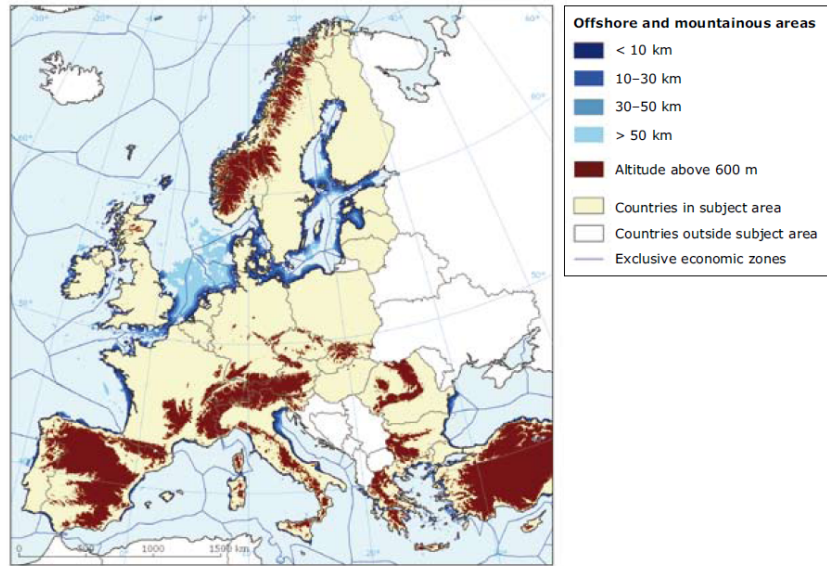 Offshore and mountainous areas
< 10 km
10–30 km
30–50 km
> 50 km
Altitude above 600 m
Countries in subject area
Countries outside subject area
Exclusive economic zones
0
500
1000
1500 km